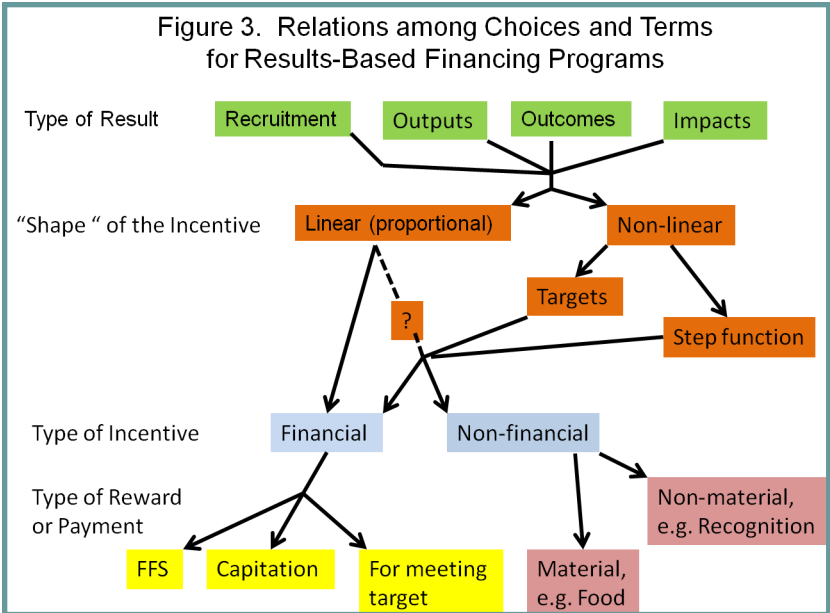 Figure 3.  Relations among Choices and Terms
for Results-Based Financing Programs
Type of Result
Recruitment
Outputs
Outcomes
Impacts
“Shape “ of the Incentive
Linear (proportional)
Non-linear
Targets
?
Step function
Type of Incentive
Financial
Non-financial
Type of Reward
or Payment
Non-material,
e.g. Recognition
FFS
Capitation
For meeting
target
Material,
e.g. Food